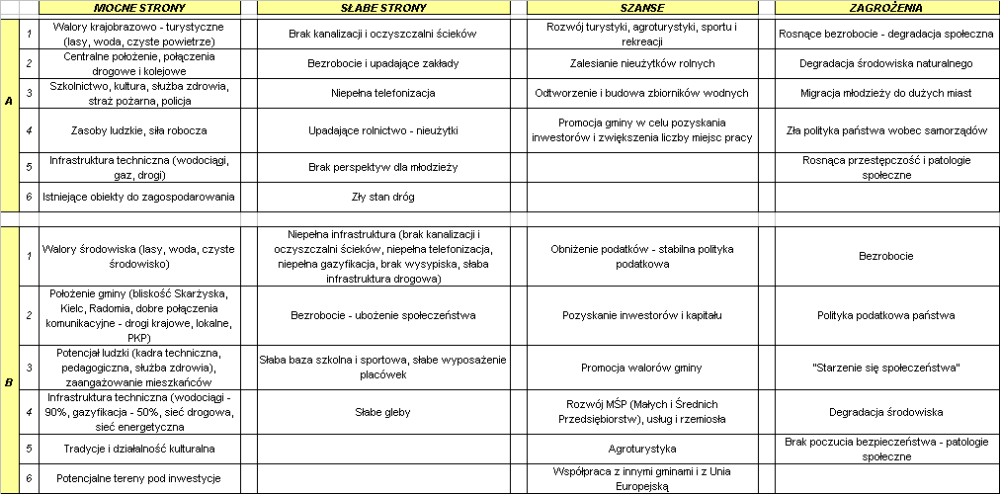 MOCNE STRONY SŁABE STRONY SZANSE ZAGROŻENIA
A
1
Walory krajobrazowo - turystyczne
(lasy, woda, czyste powietrze)
Brak kanalizacji i oczyszczalni ścieków
Rozwój turystyki, agroturystyki, sportu i
rekreacji
Rosnące bezrobocie - degradacja społeczna
2
Centralne położenie, połączenia
drogowe i kolejowe
Bezrobocie i upadające zakłady
Zalesianie nieużytków rolnych
Degradacja środowiska naturalnego
3
Szkolnictwo, kultura, służba zdrowia,
straż pożarna, policja
Niepełna telefonizacja
Odtworzenie i budowa zbiorników wodnych
Migracja młodzieży do dużych miast
4
Zasoby ludzkie, siła robocza
Upadające rolnictwo - nieużytki
Promocja gminy w celu pozyskania
inwestorów i zwiększenia liczby miejsc pracy
Zła polityka państwa wobec samorządów
5
Infrastruktura techniczna (wodociągi,
gaz, drogi)
Brak perspektyw dla młodzieży
Rosnąca przestępczość i patologie
społeczne
6
Istniejące obiekty do zagospodarowania
Zły stan dróg
B
1
Walory środowiska (lasy, woda, czyste
środowisko)
Niepełna infrastruktura (brak kanalizacji i
oczyszczalni ścieków, niepełna telefonizacja,
niepełna gazyfikacja, brak wysypiska, słaba
infrastruktura drogowa)
Obniżenie podatków - stabilna polityka
podatkowa
Bezrobocie
2
Położenie gminy (bliskość Skarżyska,
Kielc, Radomia, dobre połączenia
komunikacyjne - drogi krajowe, lokalne,
PKP)
Bezrobocie - ubożenie społeczeństwa
Pozyskanie inwestorów i kapitału
Polityka podatkowa państwa
3
Potencjał ludzki (kadra techniczna,
pedagogiczna, służba zdrowia),
zaangażowanie mieszkańców
Słaba baza szkolna i sportowa, słabe wyposażenie
placówek
Promocja walorów gminy
"Starzenie się społeczeństwa"
4
Infrastruktura techniczna (wodociągi -
90%, gazyfikacja - 50%, sieć drogowa,
sieć energetyczna
Słabe gleby
Rozwój MŚP (Małych i Średnich
Przedsiębiorstw), usług i rzemiosła
Degradacja środowiska
5
Tradycje i działalność kulturalna
Agroturystyka
Brak poczucia bezpieczeństwa - patologie
społeczne
6
Potencjalne tereny pod inwestycje
Współpraca z innymi gminami i z Unia
Europejską